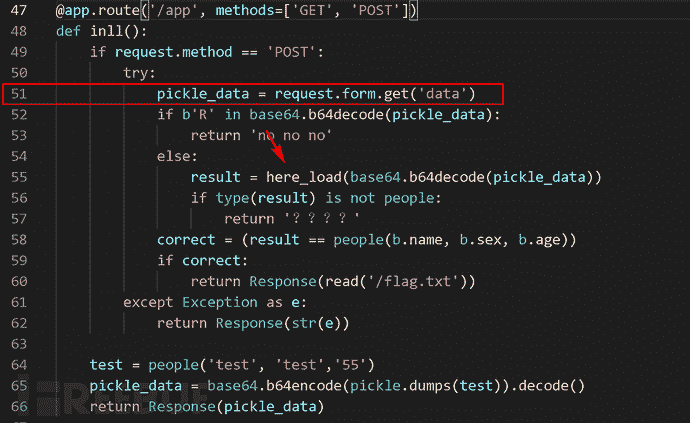 47 @app.route('/app', methods=['GET', 'POST'])
48 def inll():
49     if request.method == 'POST':
50         try:
51             pickle_data = request.form.get('data')
52             if b'R' in base64.b64decode(pickle_data):
53                 return 'no no no'
54             else:
55                 result = here_load(base64.b64decode(pickle_data))
56                 if type(result) is not people:
57                     return '？？？？'
58             correct = (result == people(b.name, b.sex, b.age))
59             if correct:
60                 return Response(read('/flag.txt'))
61         except Exception as e:
62             return Response(str(e))
63
64     test = people('test', 'test','55')
65     pickle_data = base64.b64encode(pickle.dumps(test)).decode()
66     return Response(pickle_data)
FREEBUF